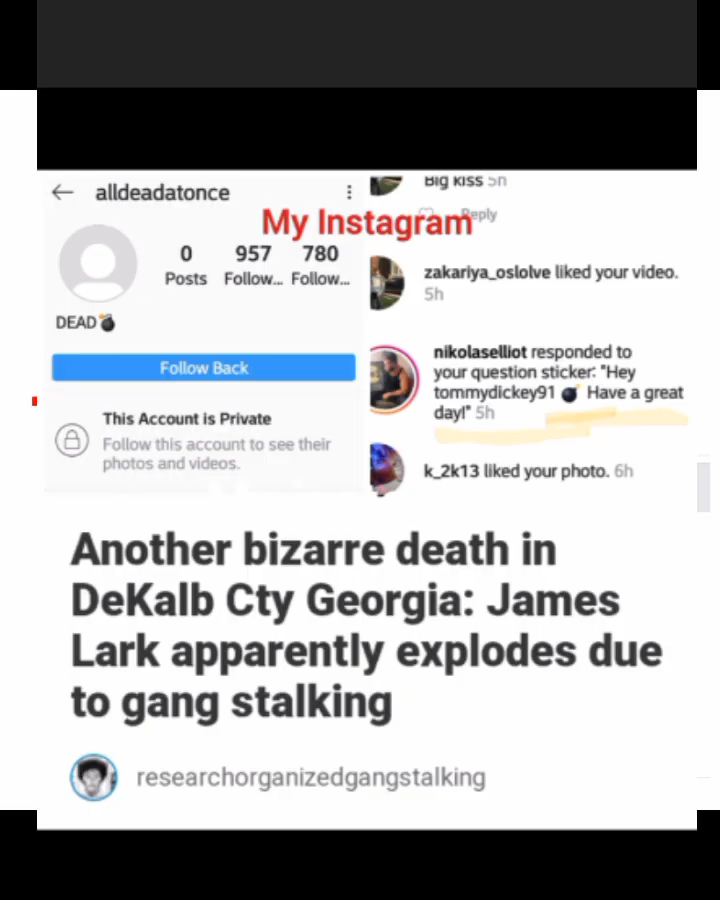 alldeadatonce
My Instagram
0 957 780
Posts Follow... Follow...
DEAD💣
Follow Back
This Account is Private
Follow this account to see their
photos and videos.
Big kiss 5h
Reply
zakariya_oslolve liked your video.
5h
nikolaselliot responded to
your question sticker: "Hey
tommydickey91 💣 Have a great
day!" 5h
k_2k13 liked your photo. 6h
Another bizarre death in
DeKalb Cty Georgia: James
Lark apparently explodes due
to gang stalking
researchorganizedgangstalking